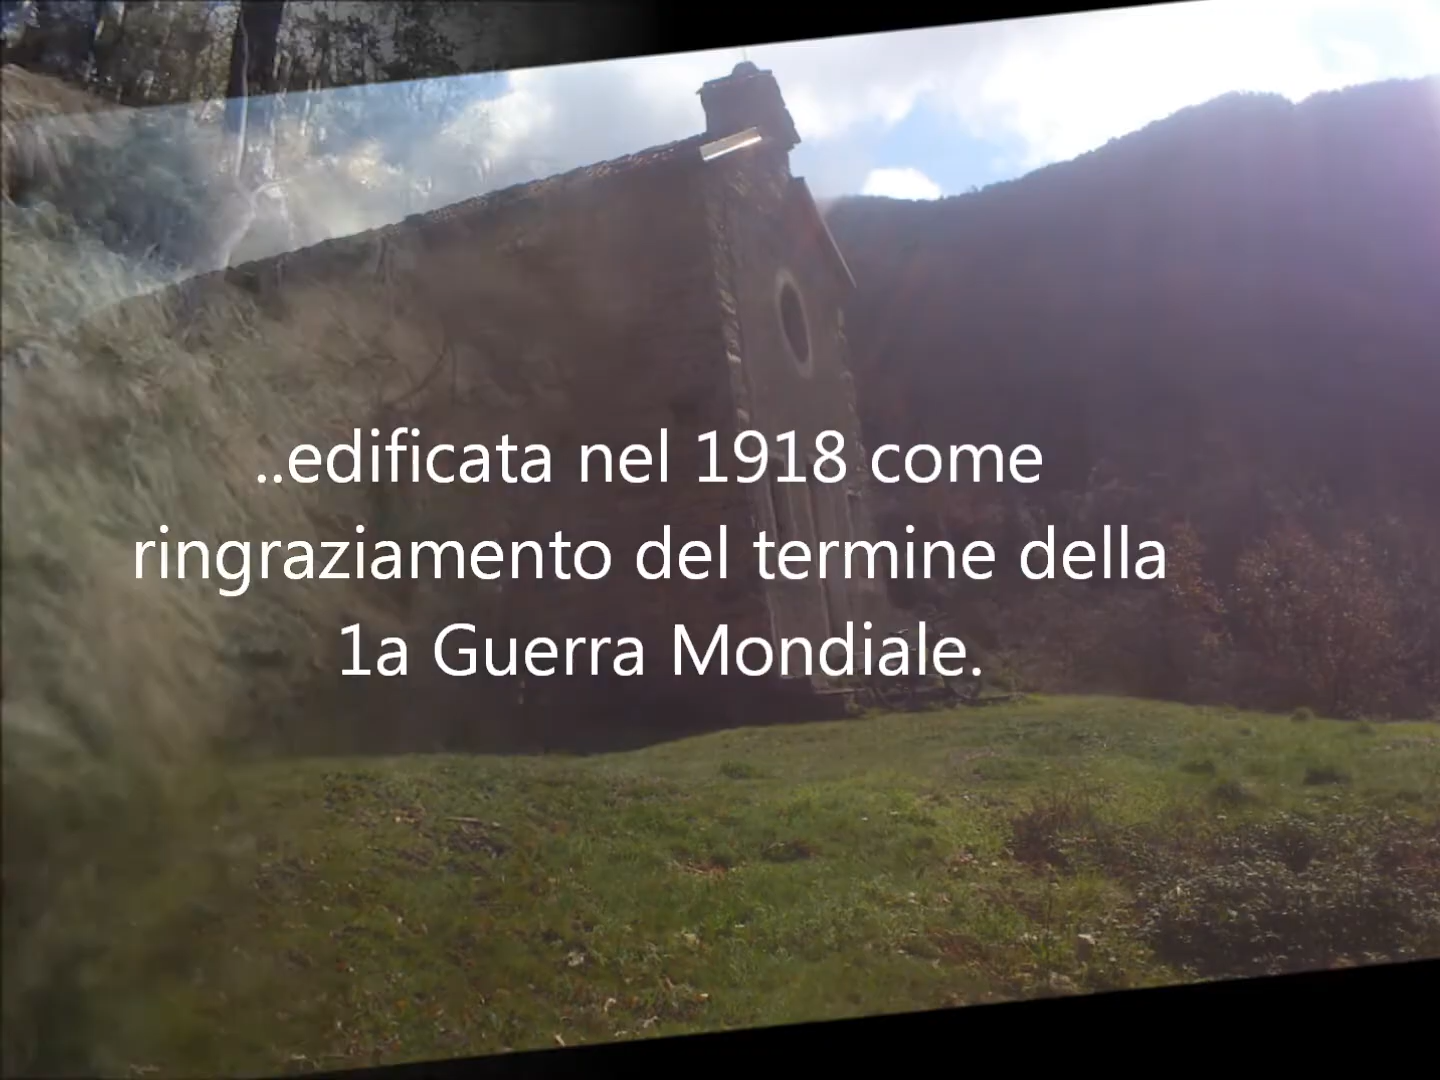 ..edificata nel 1918 come
ringraziamento del termine della
1a Guerra Mondiale.